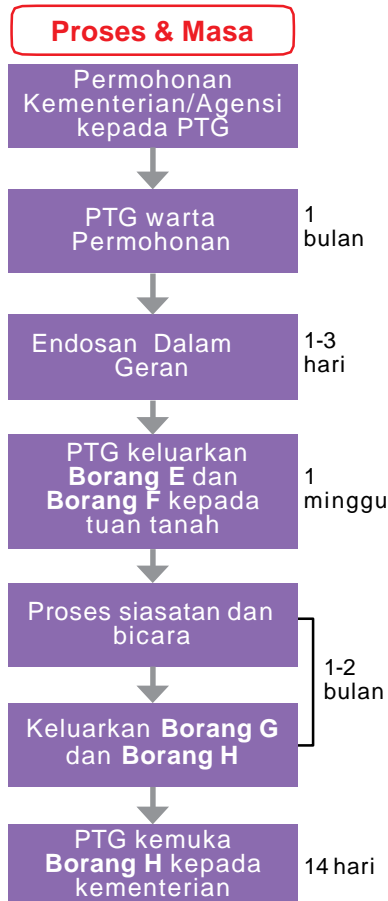 Proses & Masa
Permohonan
Kementerian/Agensi
kepada PTG
PTG warta
Permohonan
1
bulan
Endosan Dalam
Geran
1-3
hari
PTG keluarkan
Borang E dan
Borang F kepada
tuan tanah
1
minggu
Proses siasatan dan
bicara
1-2
bulan
Keluarkan Borang G
dan Borang H
PTG kemuka
Borang H kepada
kementerian
14 hari